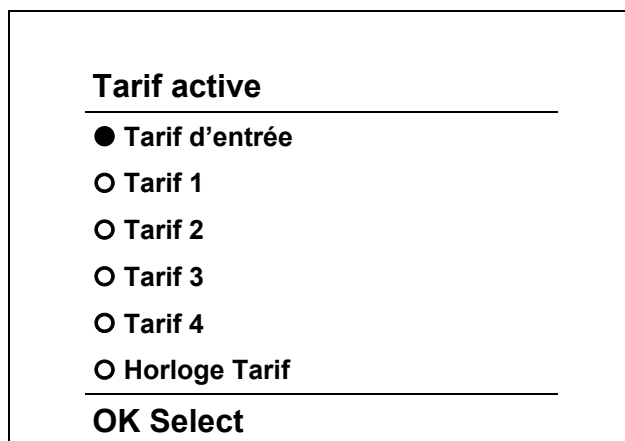 Tarif active
Tarif d’entrée
Tarif 1
Tarif 2
Tarif 3
Tarif 4
Horloge Tarif
OK Select